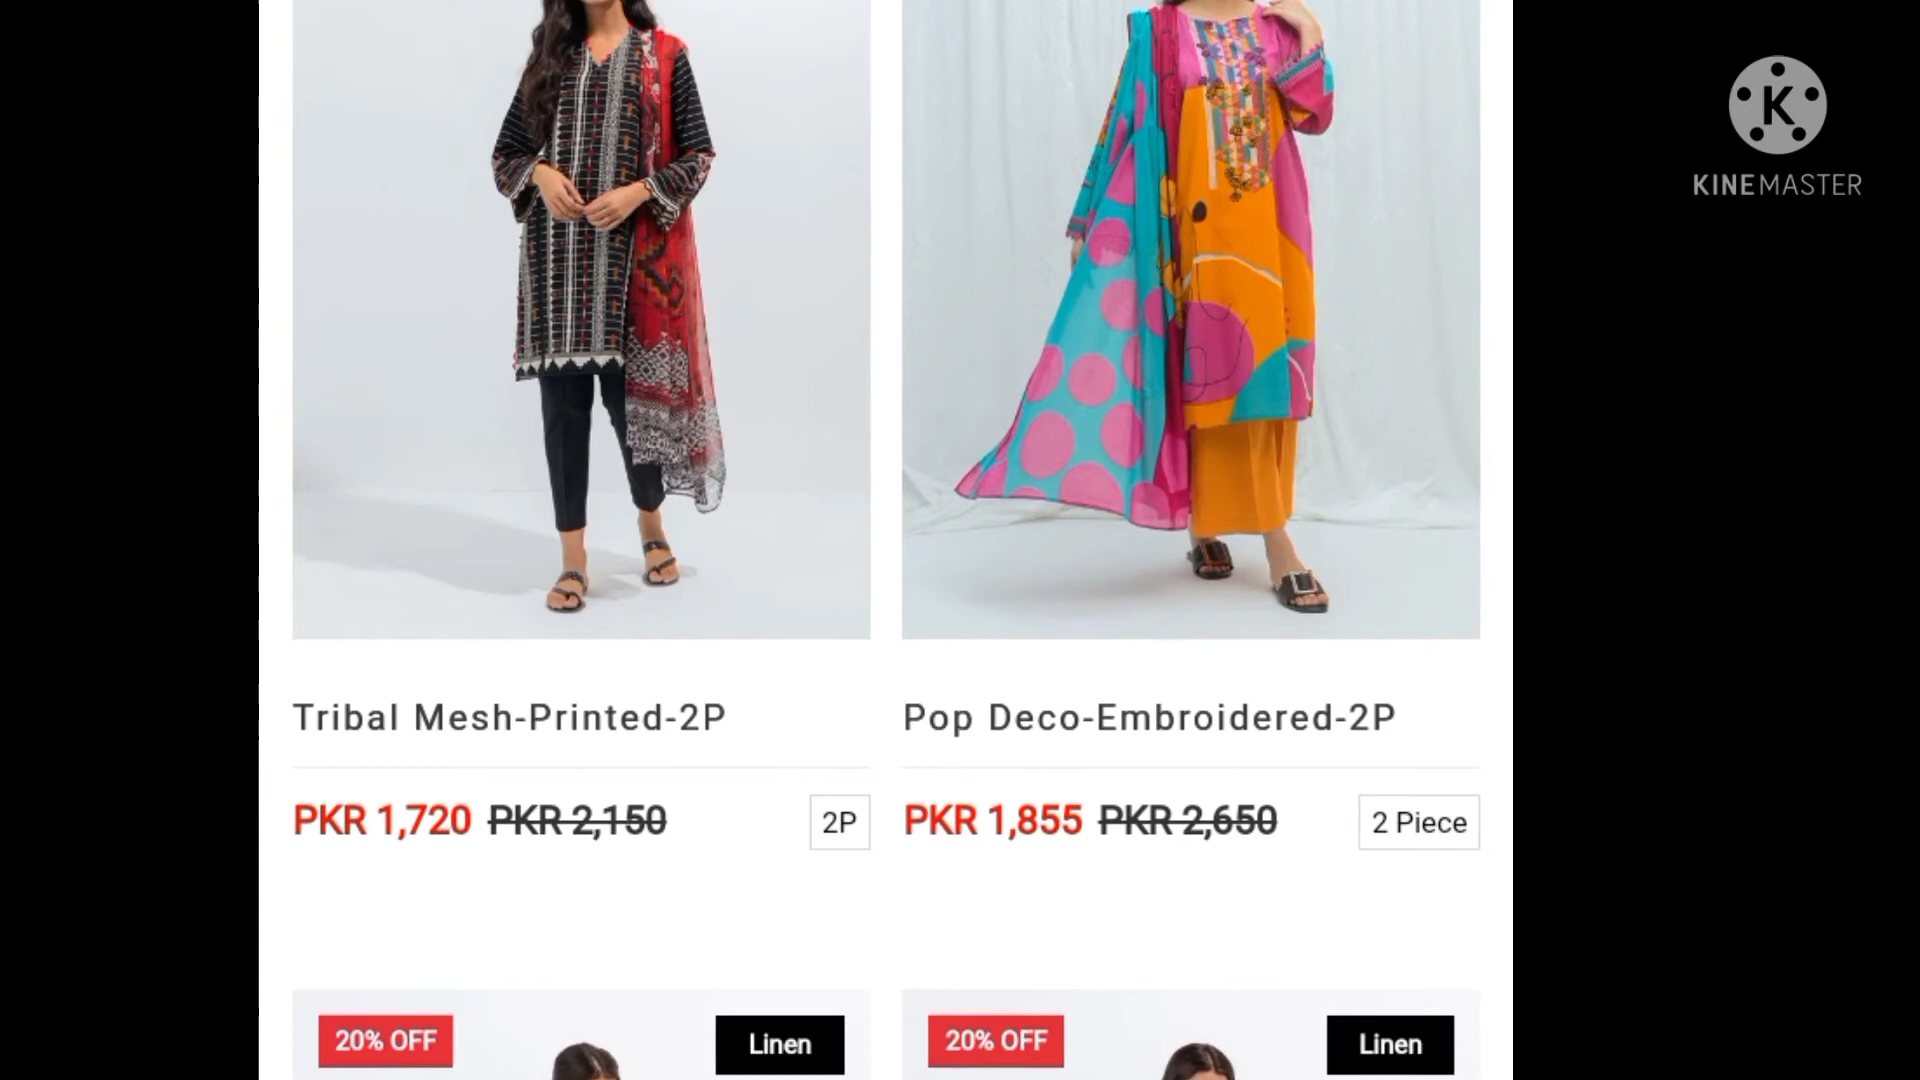 K
KINEMASTER
Tribal Mesh-Printed-2P
PKR 1,720 PKR 2,150 2P
Pop Deco-Embroidered-2P
PKR 1,855 PKR 2,650 2 Piece
20% OFF Linen
20% OFF Linen